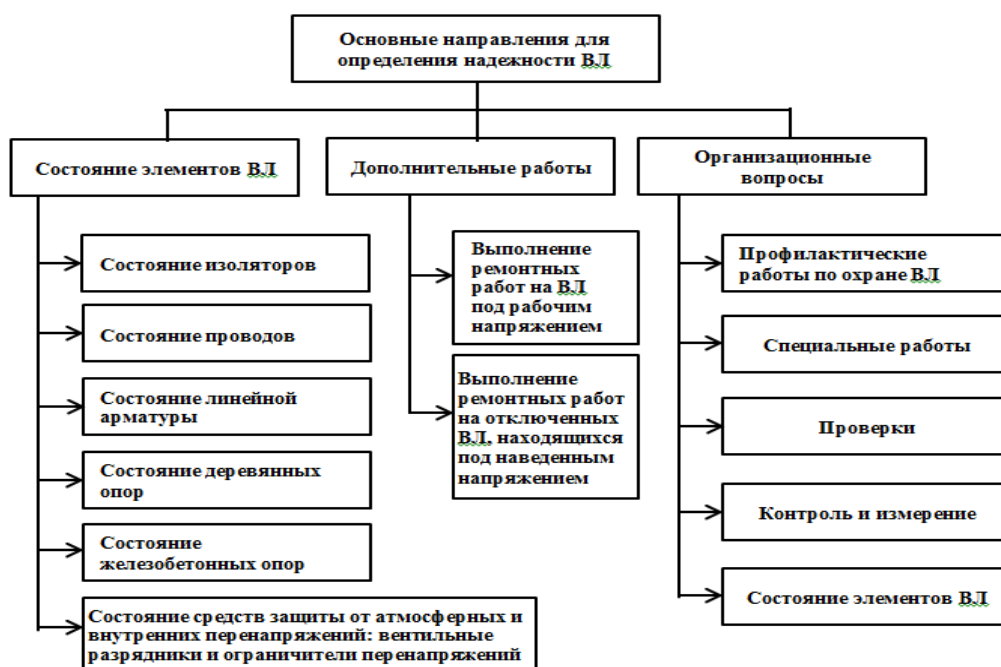 Основные направления для
определения надежности ВЛ
Состояние элементов ВЛ
Состояние изоляторов
Состояние проводов
Состояние линейной
арматуры
Состояние деревянных
опор
Состояние
железобетонных опор
Состояние средств защиты от атмосферных и
внутренних перенапряжений: вентильные
разрядники и ограничители перенапряжений
Дополнительные работы
Выполнение
ремонтных
работ на ВЛ
под рабочим
напряжением
Выполнение
ремонтных работ
на отключенных
ВЛ, находящихся
под наведенным
напряжением
Организационные
вопросы
Профилактические
работы по охране ВЛ
Специальные работы
Проверки
Контроль и измерение
Состояние элементов ВЛ